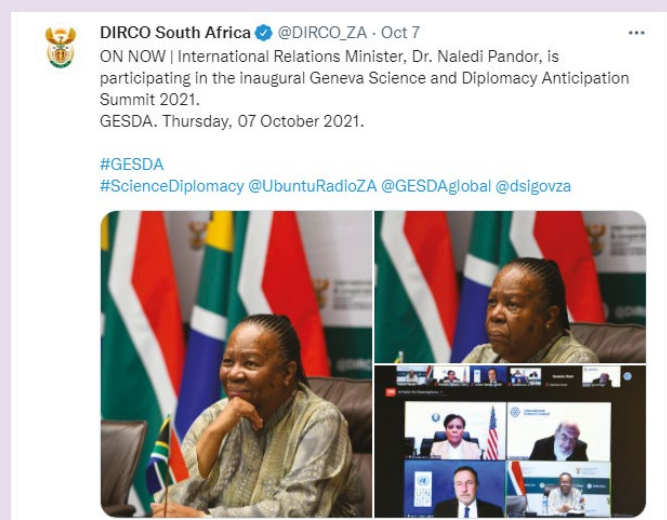 DIRCO South Africa @DIRCO_ZA · Oct 7
ON NOW | International Relations Minister, Dr. Naledi Pandor, is
participating in the inaugural Geneva Science and Diplomacy Anticipation
Summit 2021.
GESDA. Thursday, 07 October 2021.
#GESDA
#ScienceDiplomacy @UbuntuRadioZA @GESDAglobal @dsigovza